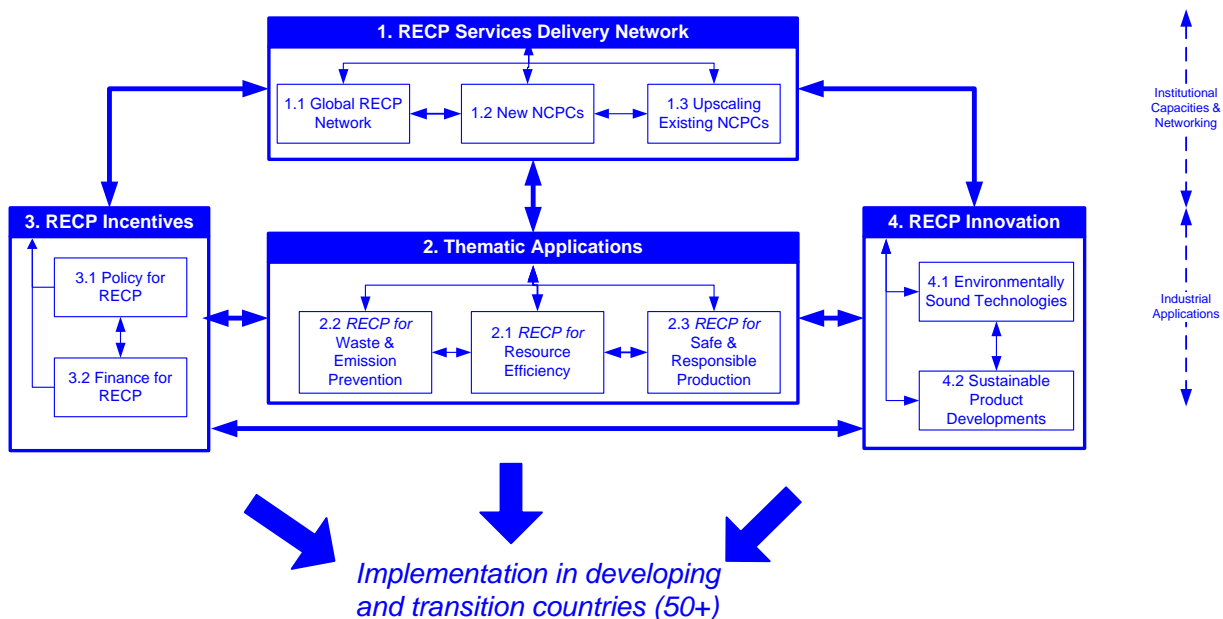 1. RECP Services Delivery Network
1.1 Global RECP
Network
1.2 New NCPCs
1.3 Upscaling
Existing NCPCs
Institutional
Capacities &
Networking
3. RECP Incentives
3.1 Policy for
RECP
3.2 Finance for
RECP
2. Thematic Applications
2.2 RECP for
Waste &
Emission
Prevention
2.1 RECP for
Resource
Efficiency
2.3 RECP for
Safe &
Responsible
Production
4. RECP Innovation
4.1 Environmentally
Sound Technologies
4.2 Sustainable
Product
Developments
Industrial
Applications
Implementation in developing
and transition countries (50+)